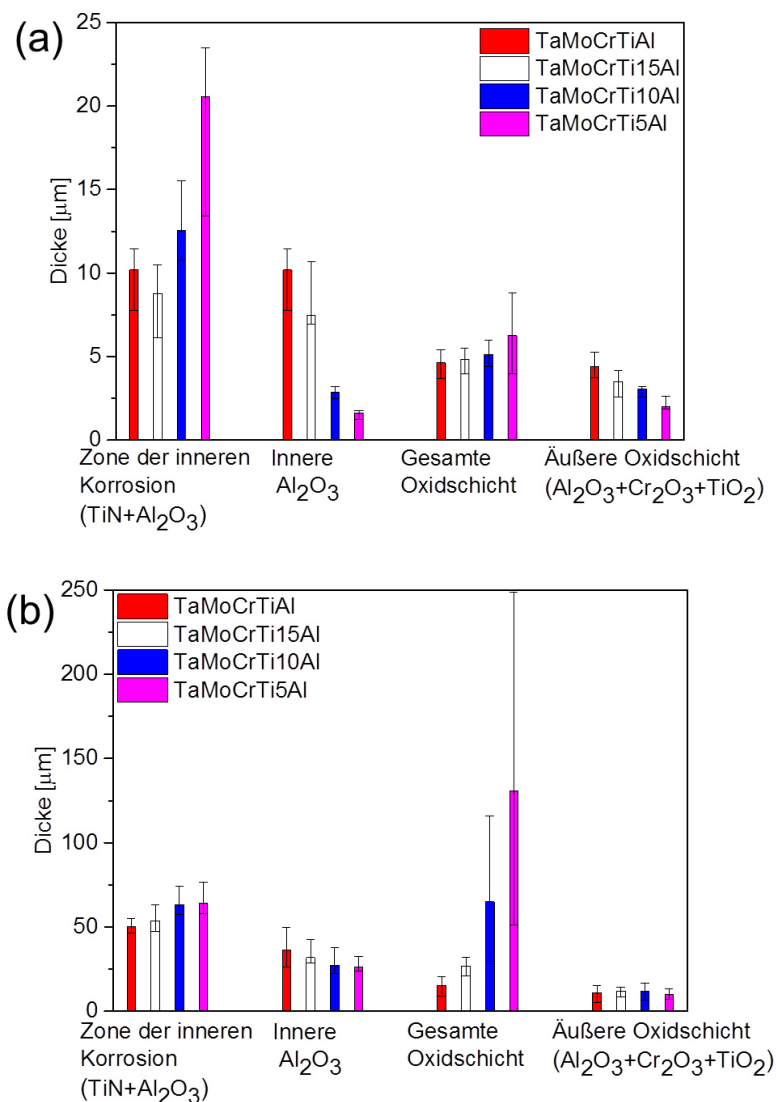 (a)
25
20
15
10
5
0
Dicke [μm]
TaMoCrTiAl
TaMoCrTi15Al
TaMoCrTi10Al
TaMoCrTi5Al
Zone der inneren
Korrosion
(TiN+Al₂O₃)
Innere
Al₂O₃
Gesamte
Oxidschicht
Äußere Oxidschicht
(Al₂O₃+Cr₂O₃+TiO₂)
(b)
250
200
150
100
50
0
Dicke [μm]
TaMoCrTiAl
TaMoCrTi15Al
TaMoCrTi10Al
TaMoCrTi5Al
Zone der inneren
Korrosion
(TiN+Al₂O₃)
Innere
Al₂O₃
Gesamte
Oxidschicht
Äußere Oxidschicht
(Al₂O₃+Cr₂O₃+TiO₂)